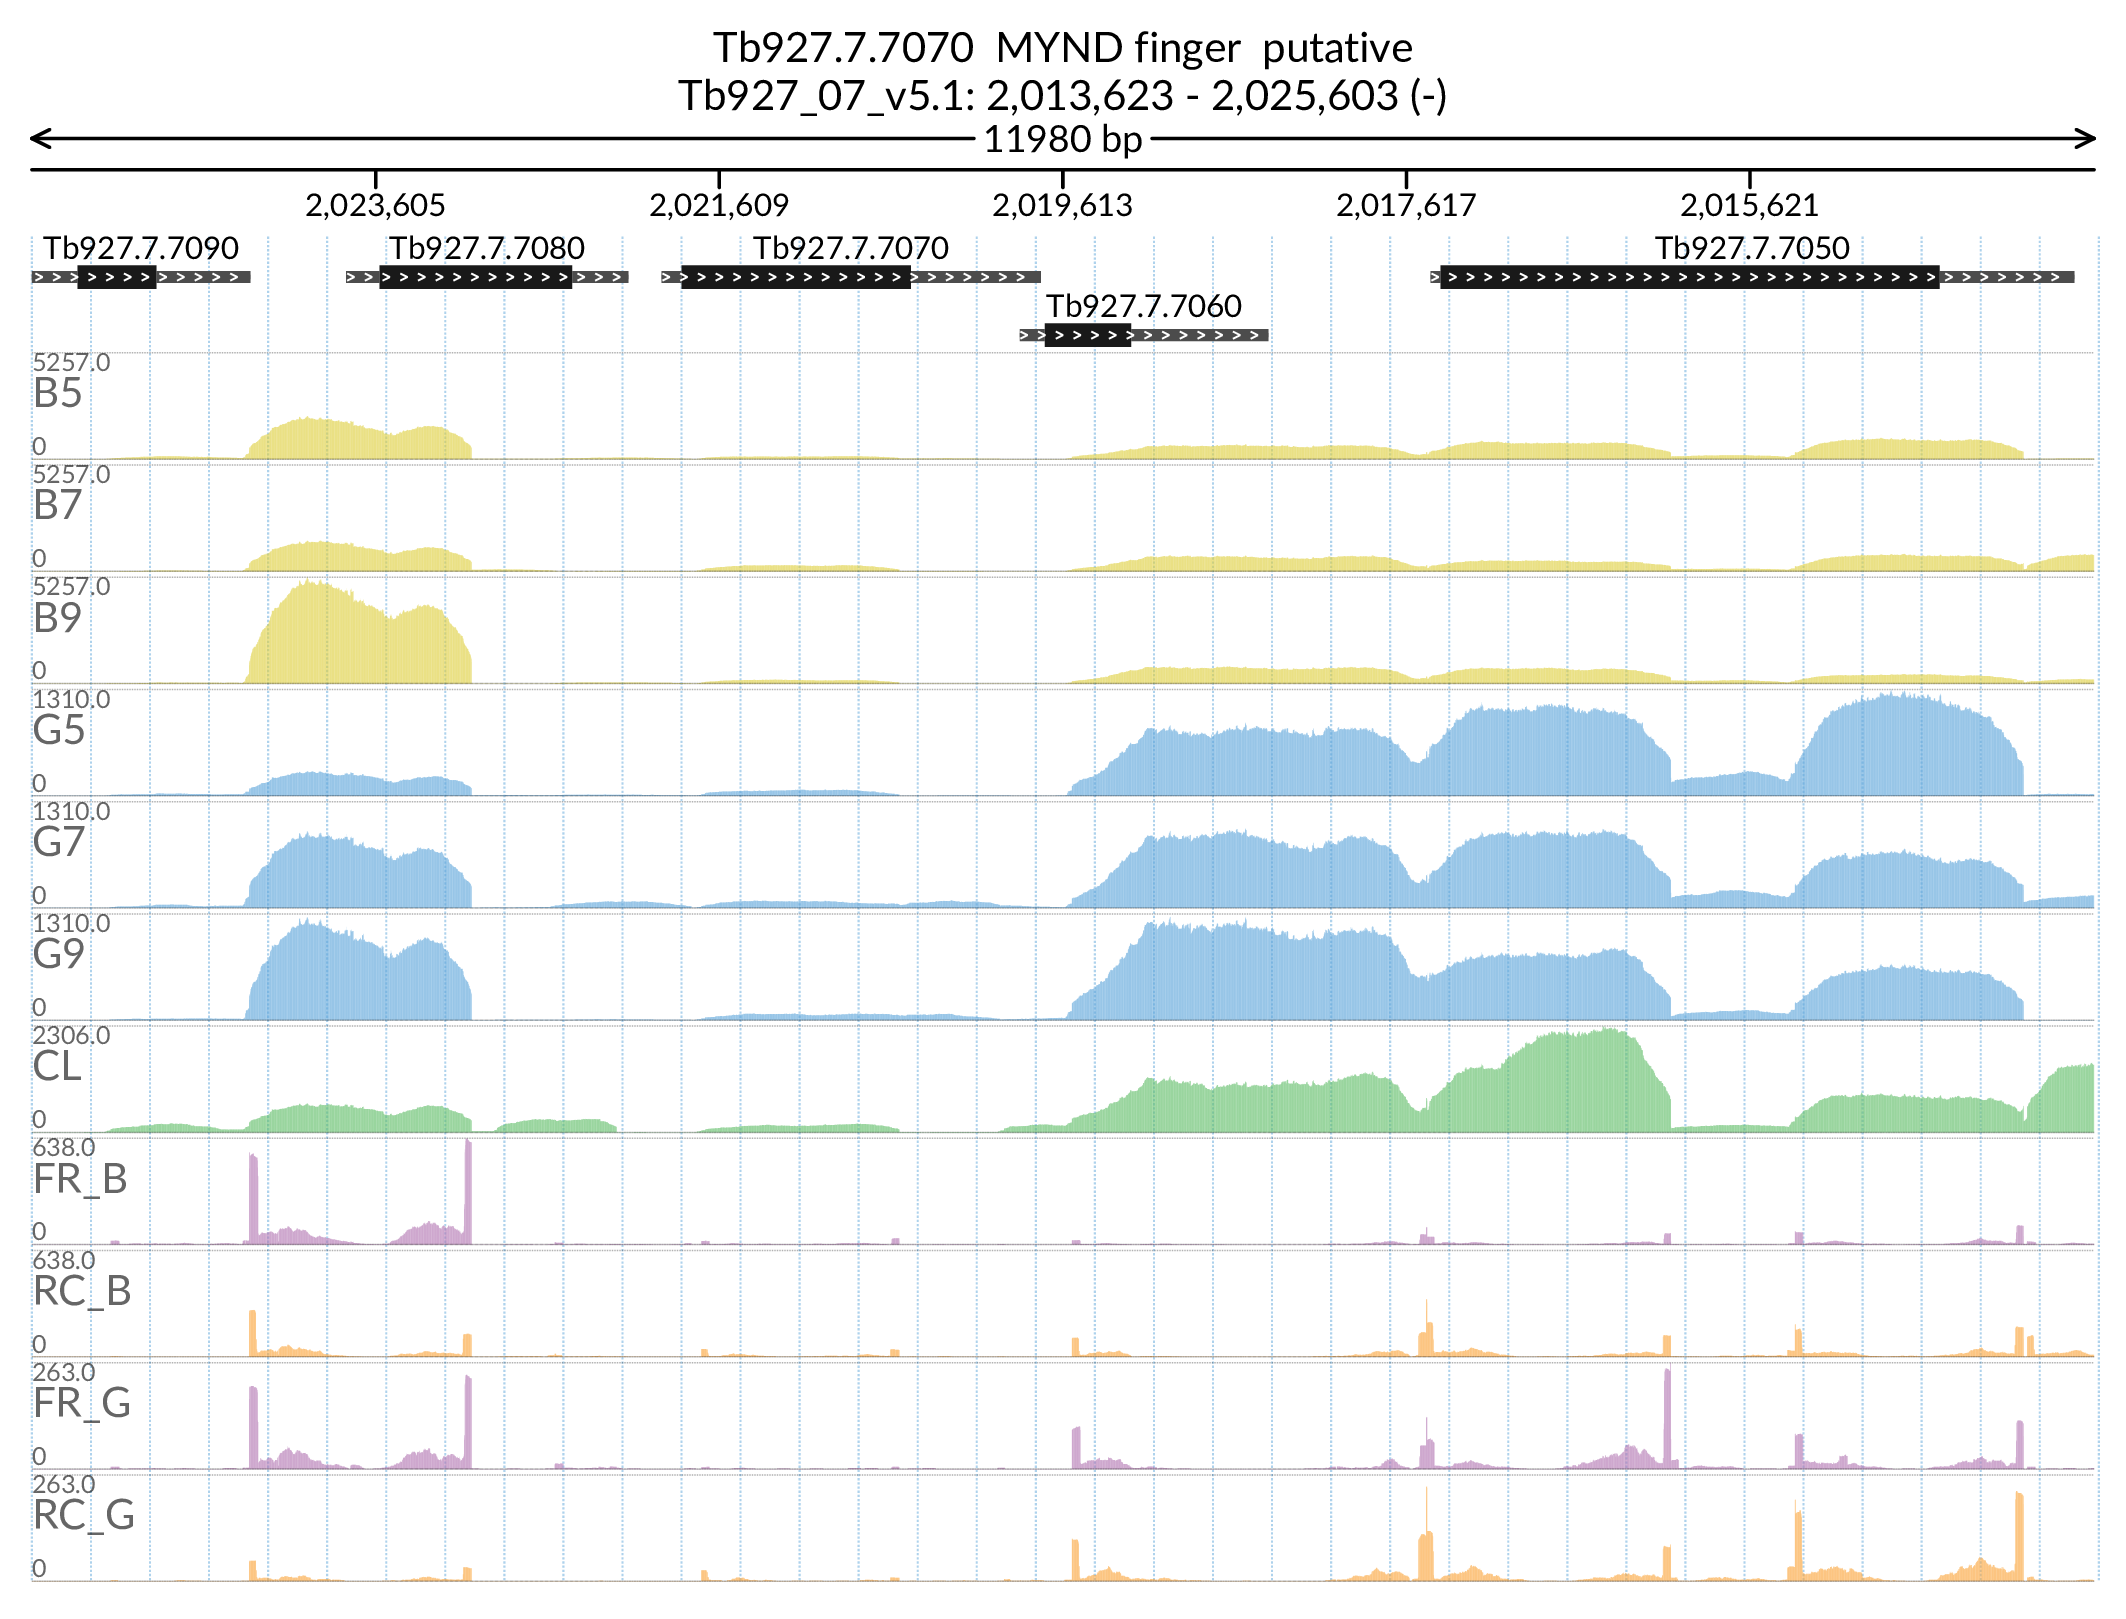 Tb927.7.7070 MYND finger putative
Tb927_07_v5.1: 2,013,623 - 2,025,603 (-)
11980 bp
2,023,605 2,021,609 2,019,613 2,017,617 2,015,621
Tb927.7.7090 Tb927.7.7080 Tb927.7.7070 Tb927.7.7050
Tb927.7.7060
5257.0
B5
0
5257.0
B7
0
5257.0
B9
0
1310.0
G5
0
1310.0
G7
0
1310.0
G9
0
2306.0
CL
0
638.0
FR_B
0
638.0
RC_B
0
263.0
FR_G
0
263.0
RC_G
0